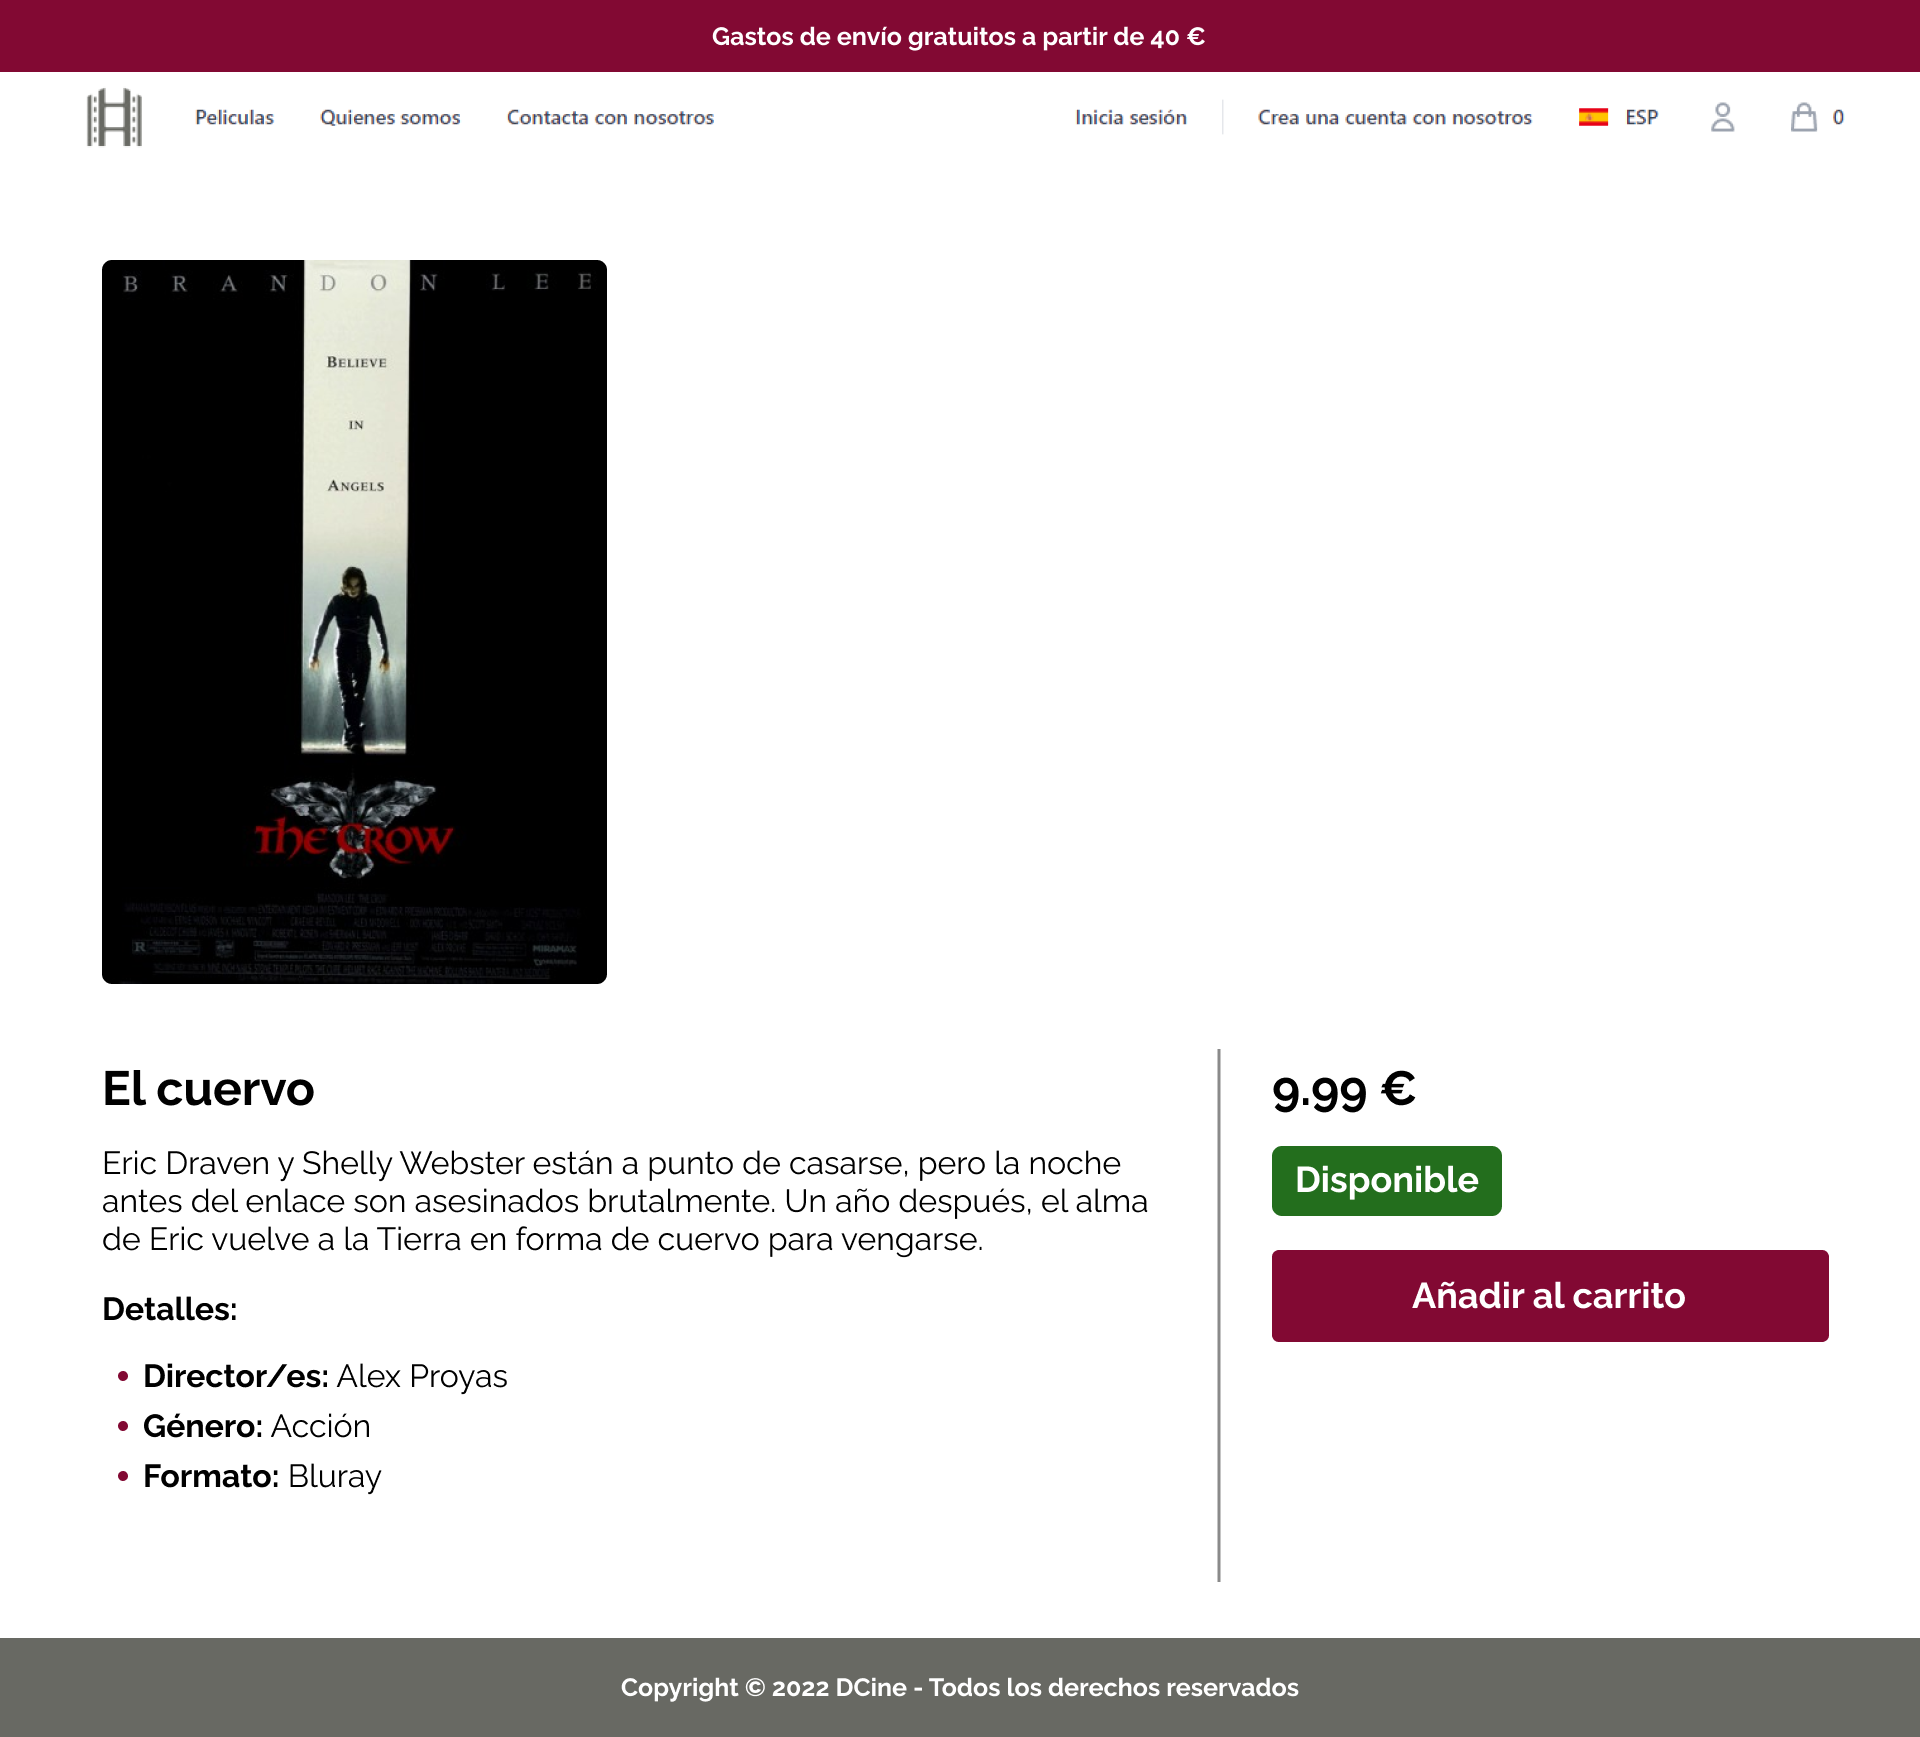 Gastos de envío gratuitos a partir de 40 €
Peliculas Quienes somos Contacta con nosotros Inicia sesión Crea una cuenta con nosotros ESP 0
BRANDON LEE
BELIEVE
IN
ANGELS
THE CROW
El cuervo
Eric Draven y Shelly Webster están a punto de casarse, pero la noche
antes del enlace son asesinados brutalmente. Un año después, el alma
de Eric vuelve a la Tierra en forma de cuervo para vengarse.
Detalles:
• Director/es: Alex Proyas
• Género: Acción
• Formato: Bluray
9.99 €
Disponible
Añadir al carrito
Copyright © 2022 DCine - Todos los derechos reservados